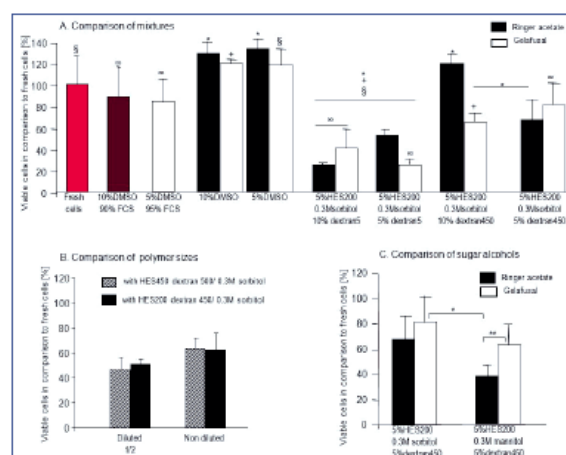 A. Comparison of mixtures
Ringer acetate
Gelafusal
Viable cells in comparison to fresh cells [%]
140
120
100
80
60
40
20
0
§
∞
∞
*
+
*
§
*
+
§
∞
∞
*
+
*
∞
Fresh
cells
10%DMSO
90% FCS
5%DMSO
95% FCS
10%DMSO
5%DMSO
5%HES200
0.3Msorbitol
10% dextran5
5%HES200
0.3Msorbitol
5% dextran5
5%HES200
0.3M/sorbitol
10% dextran450
5%HES200
0.3Msorbitol
5% dextran450
B. Comparison of polymer sizes
with HES450 dextran 500/ 0.3M sorbitol
with HES200 dextran 450/ 0.3M sorbitol
Viable cells in comparison to fresh cells [%]
100
80
60
40
20
0
Diluted
1/2
Non diluted
C. Comparison of sugar alcohols
Ringer acetate
Gelafusal
Viable cells in comparison to fresh cells [%]
100
80
60
40
20
0
*
**
5%HES200
0.3M sorbitol
5%dextran450
5%HES200
0.3M mannitol
5%dextran450